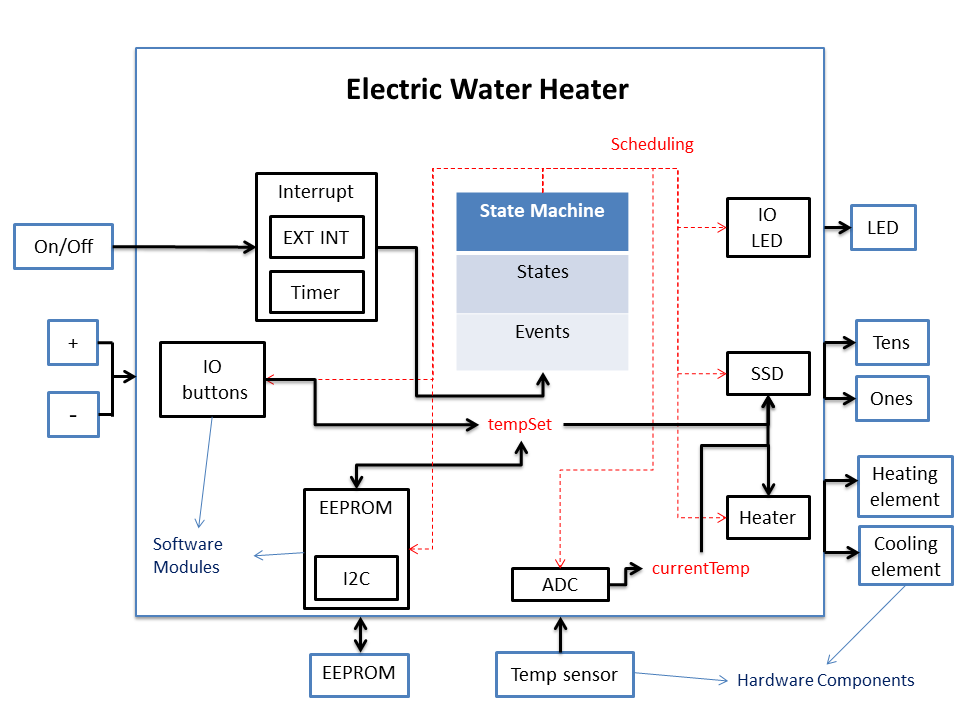 Electric Water Heater
Scheduling
Interrupt
EXT INT
Timer
State Machine
States
Events
IO
LED
LED
On/Off
+
-
IO
buttons
SSD
Tens
Ones
tempSet
EEPROM
I2C
Heater
Heating
element
Cooling
element
Software
Modules
ADC
currentTemp
EEPROM
Temp sensor
Hardware Components